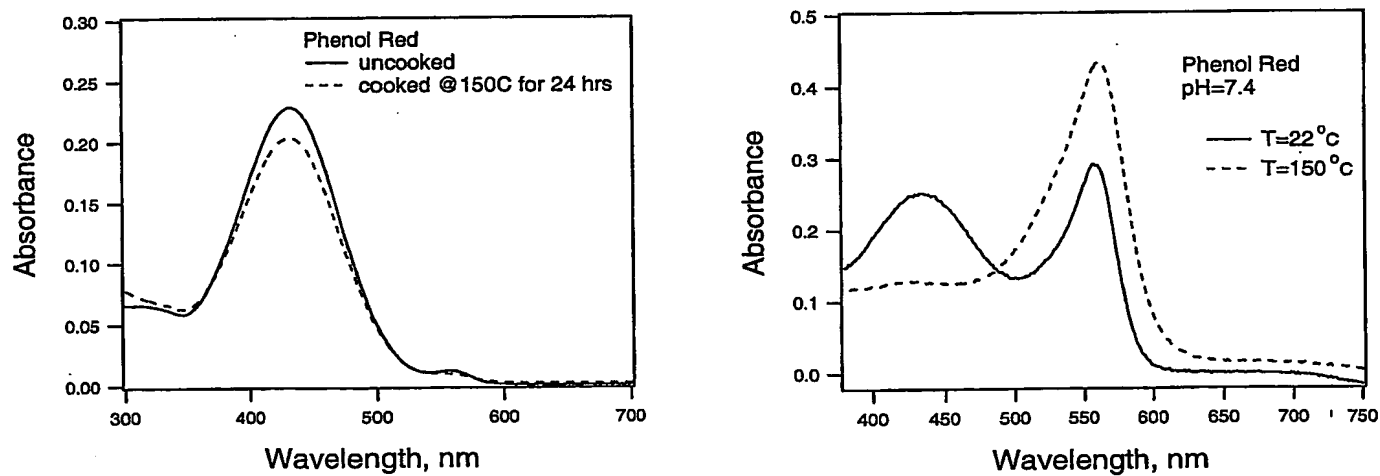 Phenol Red
uncooked
cooked @150C for 24 hrs
0.30
0.25
0.20
0.15
0.10
0.05
0.00
Absorbance
300
400
500
600
700
Wavelength, nm
Phenol Red
pH=7.4
T=22 °c
T=150 °c
0.5
0.4
0.3
0.2
0.1
0.0
Absorbance
400
450
500
550
600
650
700
750
Wavelength, nm